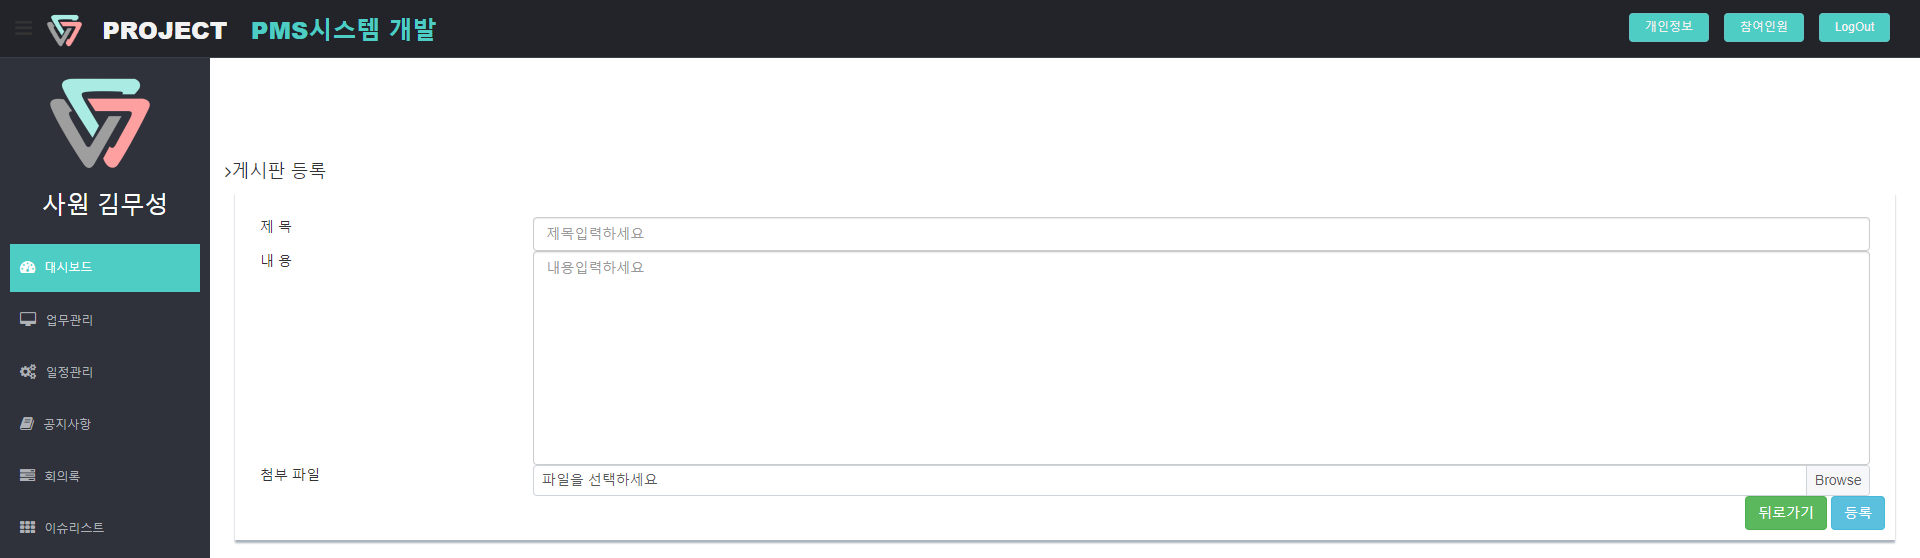 PROJECT PMS시스템 개발
개인정보 참여인원 LogOut
사원 김무성
대시보드
업무관리
일정관리
공지사항
회의록
이슈리스트
>게시판 등록
제 목
제목입력하세요
내 용
내용입력하세요
첨부 파일
파일을 선택하세요 Browse
뒤로가기 등록